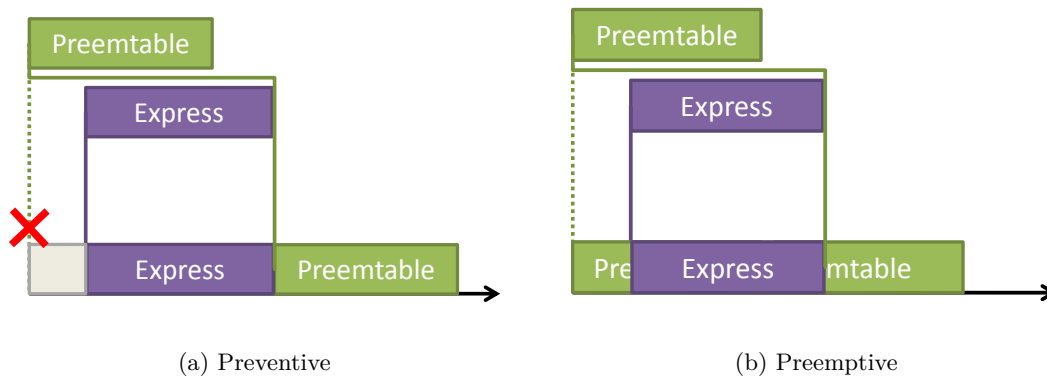 Preemtable
Express
Express
Preemtable
(a) Preventive
Preemtable
Express
Pre
Express
mtable
(b) Preemptive